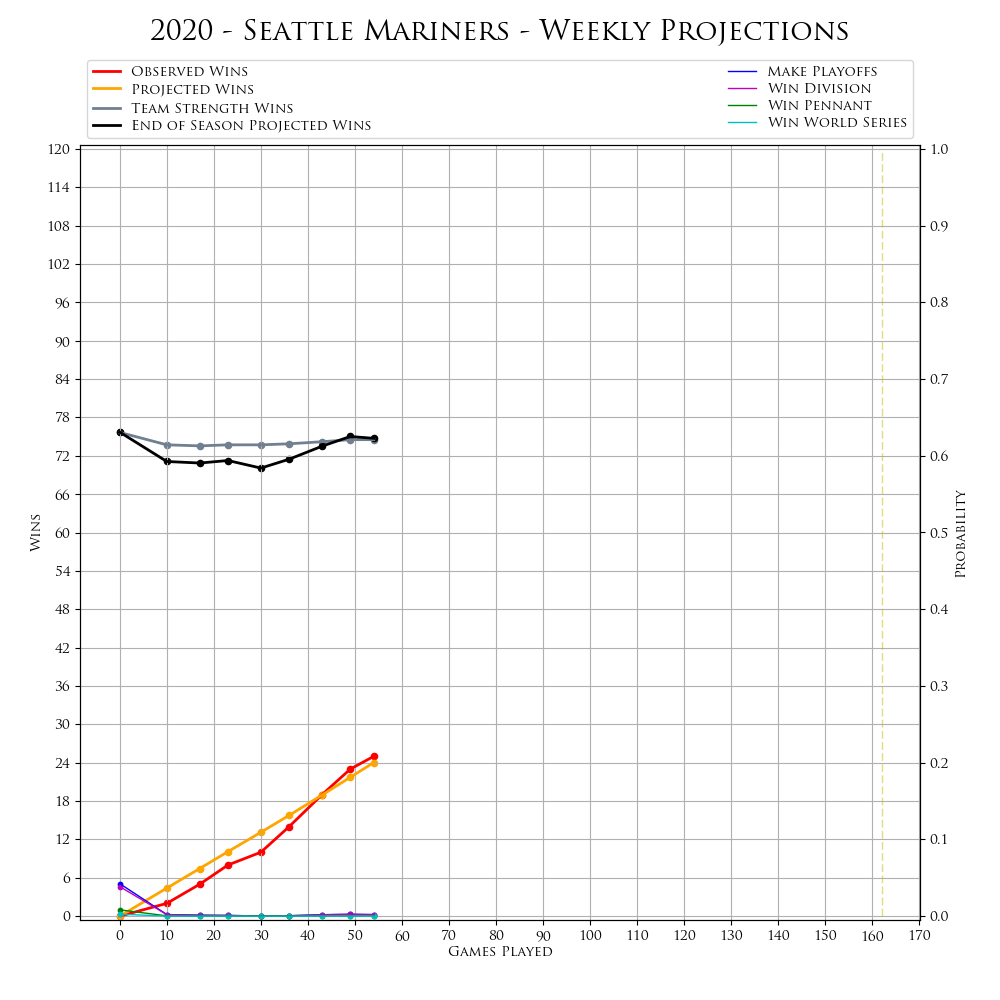 2020 - Seattle Mariners - Weekly Projections
Observed Wins
Projected Wins
Team Strength Wins
End of Season Projected Wins
Make Playoffs
Win Division
Win Pennant
Win World Series
120
114
108
102
96
90
84
78
72
66
60
54
48
42
36
30
24
18
12
6
0
Wins
1.0
0.9
0.8
0.7
0.6
0.5
0.4
0.3
0.2
0.1
0.0
Probability
0 10 20 30 40 50 60 70 80 90 100 110 120 130 140 150 160 170
Games Played